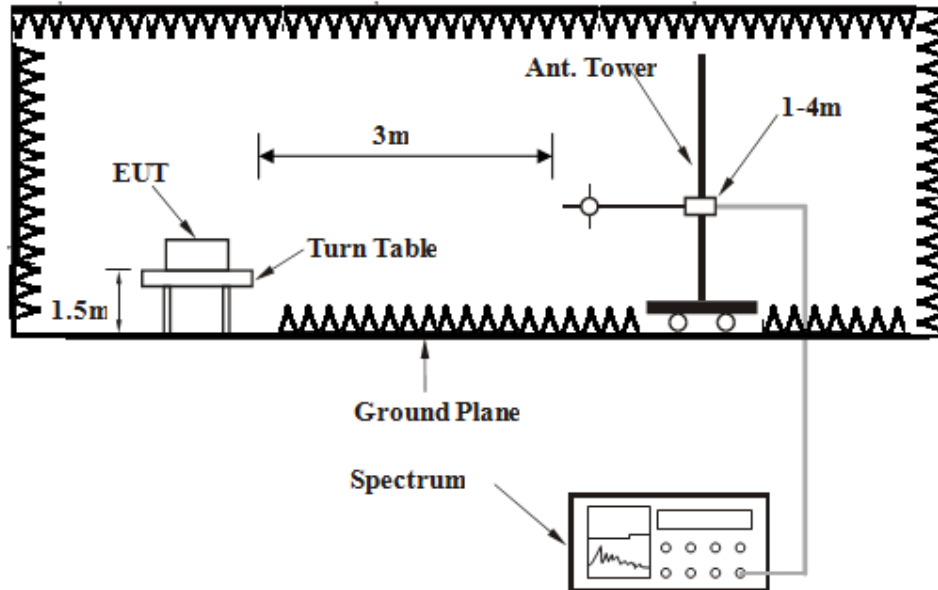 Ant. Tower
1-4m
3m
EUT
Turn Table
1.5m
Ground Plane
Spectrum